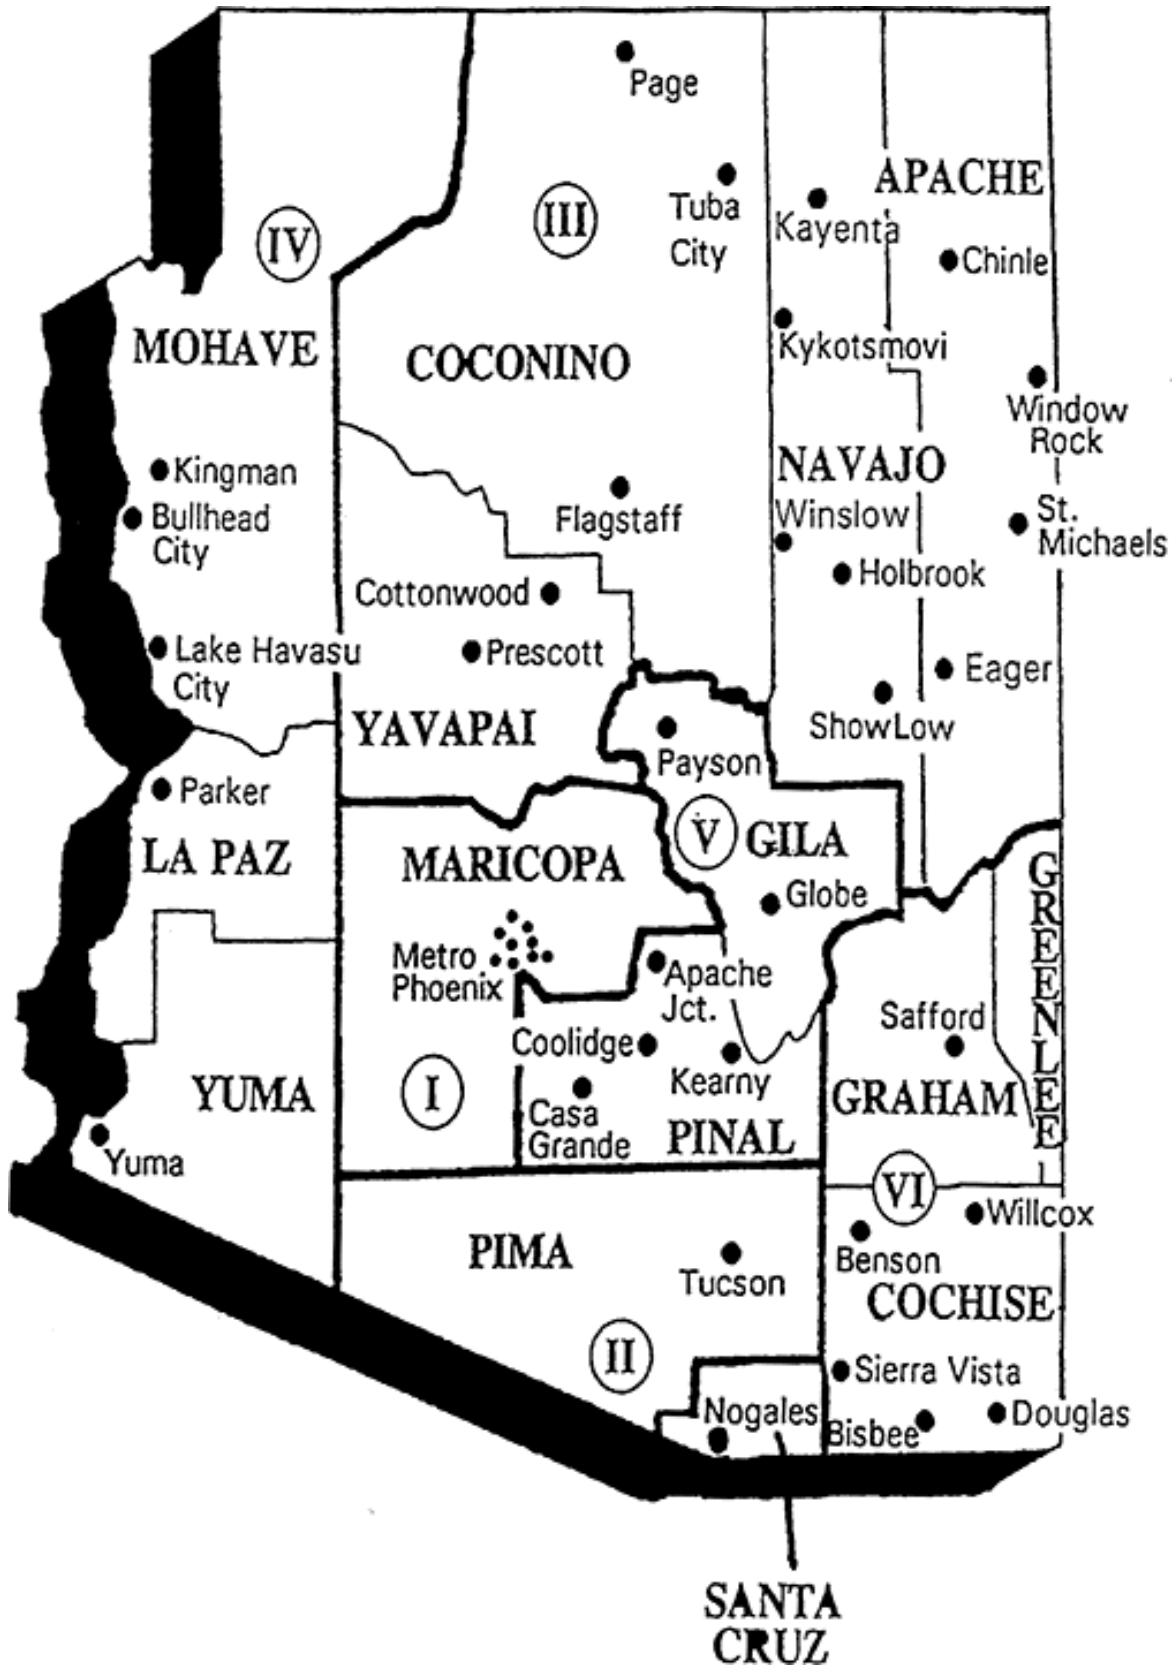 Page
APACHE
Tuba
City
Kayenta
III
IV
Chinle
Kykotsmovi
MOHAVE
COCONINO
Window
Rock
NAVAJO
Kingman
Winslow
Flagstaff
Bullhead
City
St.
Michaels
Holbrook
Cottonwood
Lake Havasu
City
Prescott
Eager
ShowLow
YAVAPAI
Payson
Parker
V
GILA
LA PAZ
MARICOPA
GREENLEE
Globe
Metro
Phoenix
Apache
Jct.
Safford
Coolidge
Kearny
I
YUMA
GRAHAM
Casa
Grande
PINAL
Yuma
VI
Willcox
PIMA
Benson
Tucson
COCHISE
II
Sierra Vista
Nogales
Bisbee
Douglas
SANTA
CRUZ